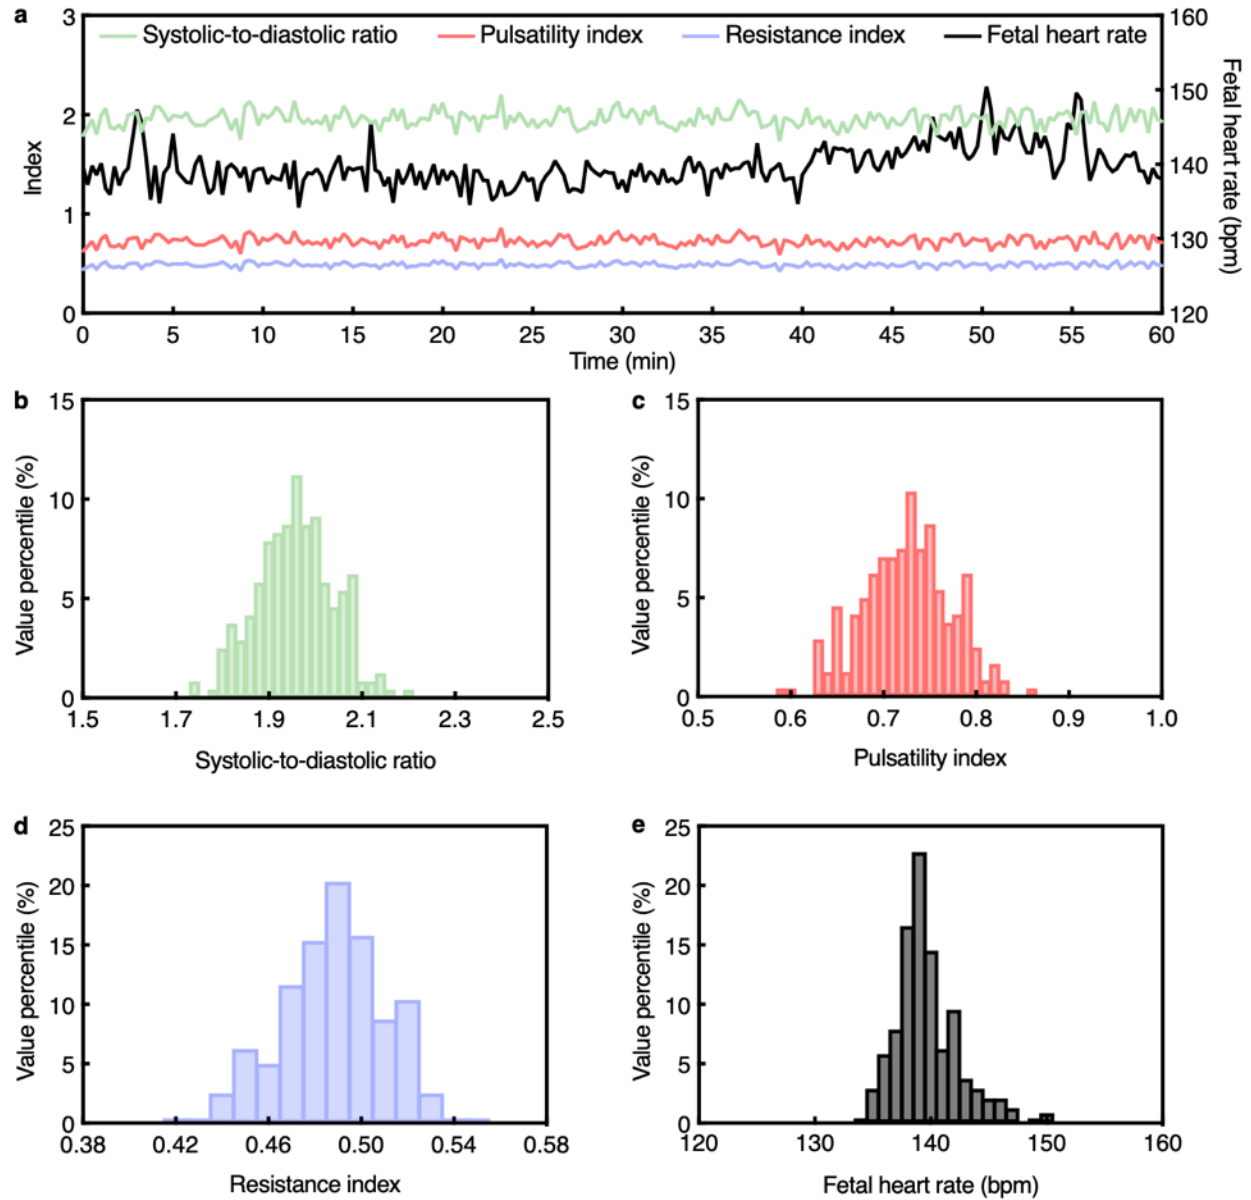 a
Systolic-to-diastolic ratio Pulsatility index Resistance index Fetal heart rate
Index
3
2
1
0
Fetal heart rate (bpm)
160
150
140
130
120
0 5 10 15 20 25 30 35 40 45 50 55 60
Time (min)
b
Value percentile (%)
15
10
5
0
1.5 1.7 1.9 2.1 2.3 2.5
Systolic-to-diastolic ratio
c
Value percentile (%)
15
10
5
0
0.5 0.6 0.7 0.8 0.9 1.0
Pulsatility index
d
Value percentile (%)
25
20
15
10
5
0
0.38 0.42 0.46 0.50 0.54 0.58
Resistance index
e
Value percentile (%)
25
20
15
10
5
0
120 130 140 150 160
Fetal heart rate (bpm)